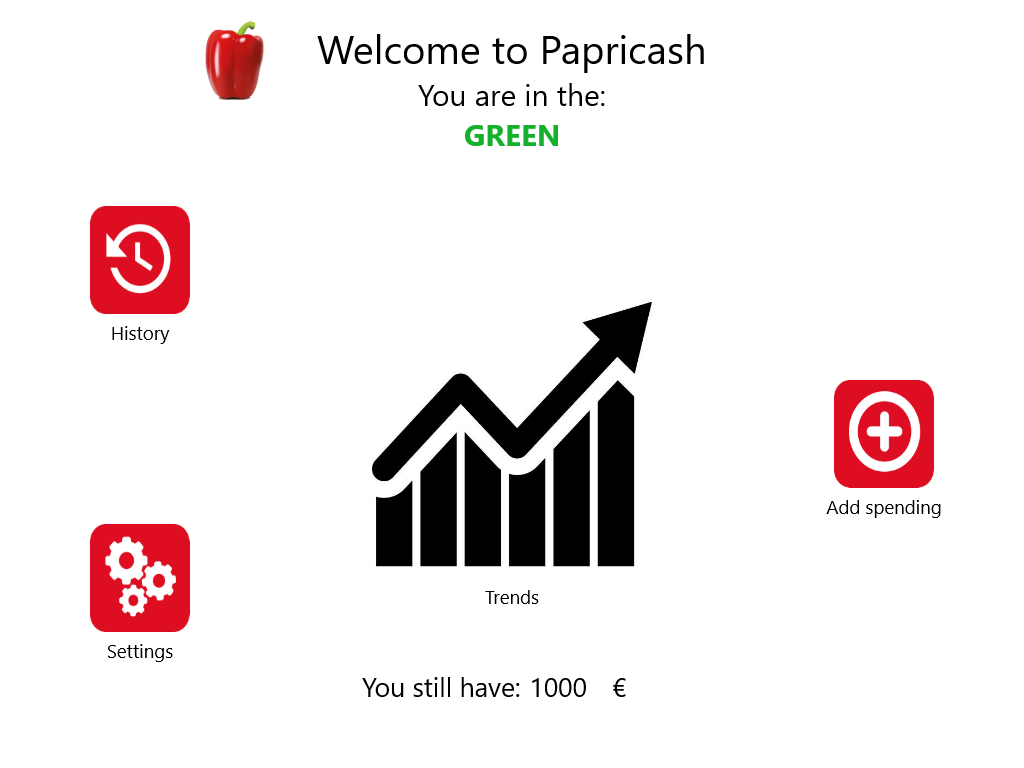 Welcome to Papricash
You are in the:
GREEN
History
Add spending
Trends
Settings
You still have: 1000 €